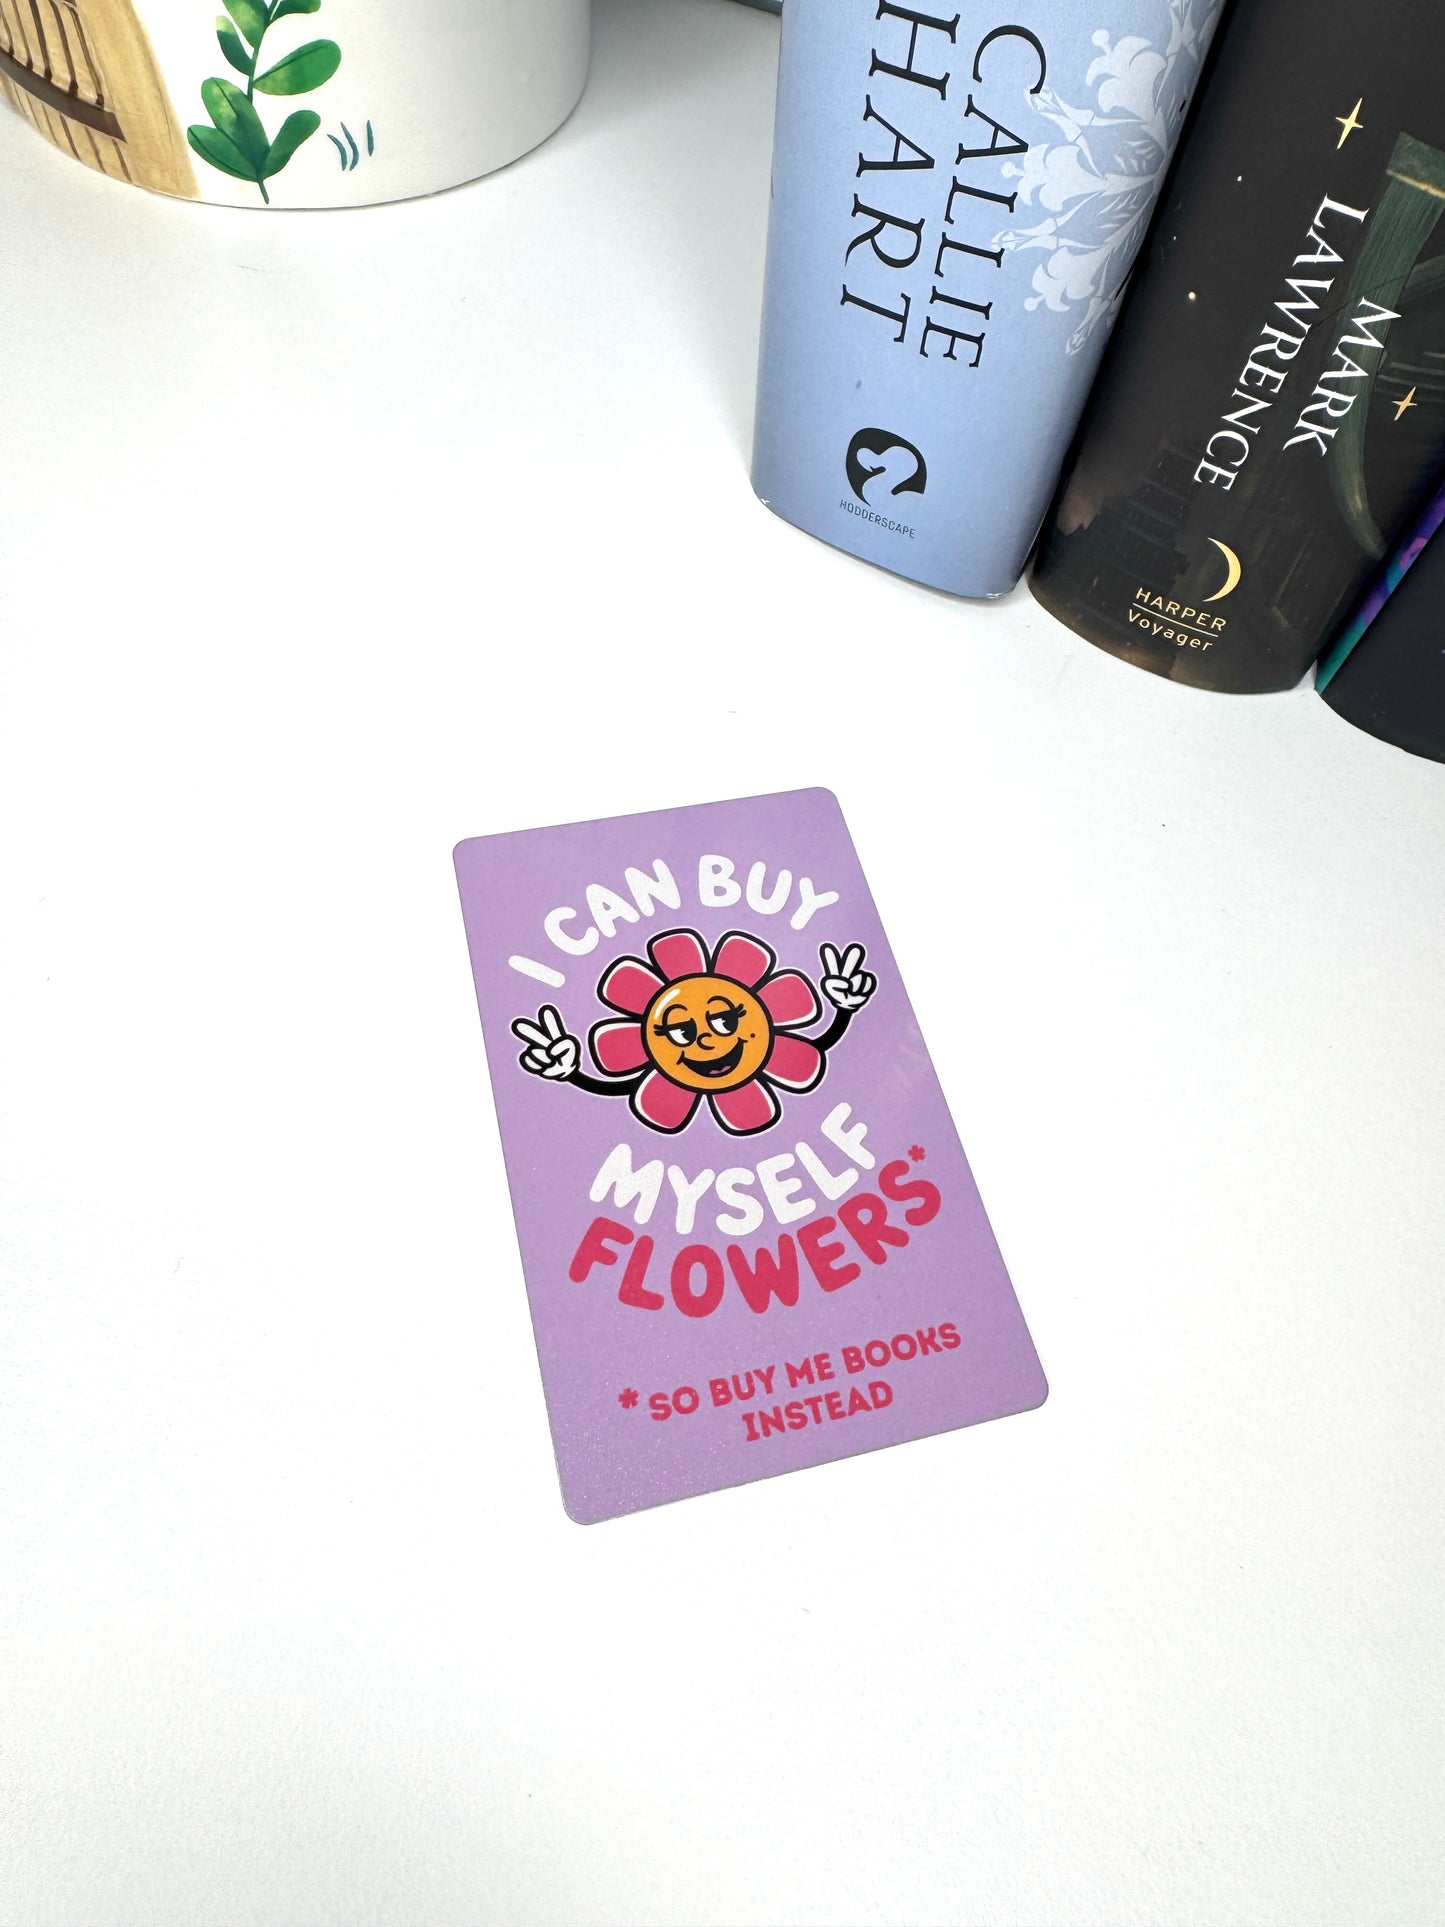 CALLIE
HART
HODDERSCAPE
MARK
LAWRENCE
HARPER
Voyager
I CAN BUY
MYSELF
FLOWERS*
* SO BUY ME BOOKS
INSTEAD